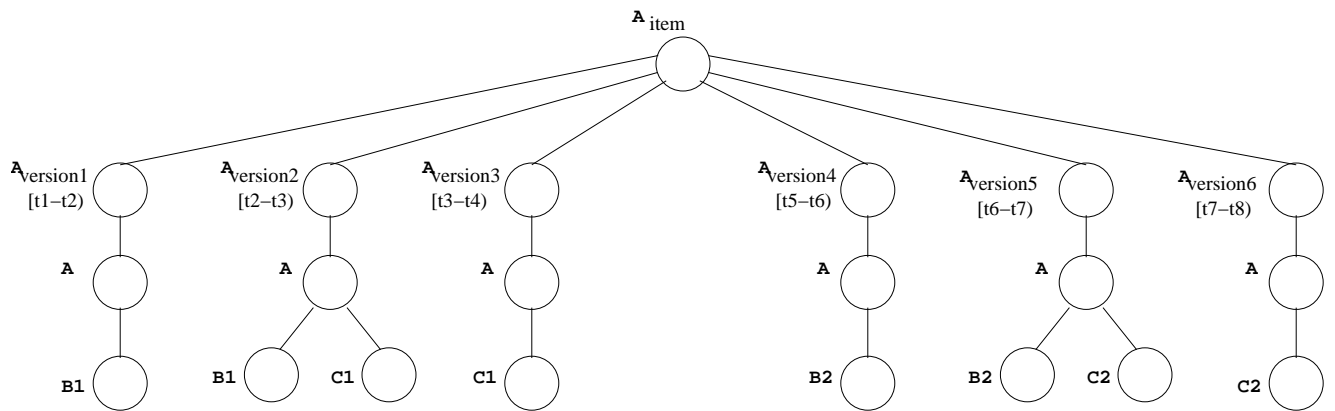 A item
A version1 A version2 A version3 A version4 A version5 A version6
[t1–t2) [t2–t3) [t3–t4) [t5–t6) [t6–t7) [t7–t8)
A A A A A A
B1 B1 C1 C1 B2 B2 C2 C2